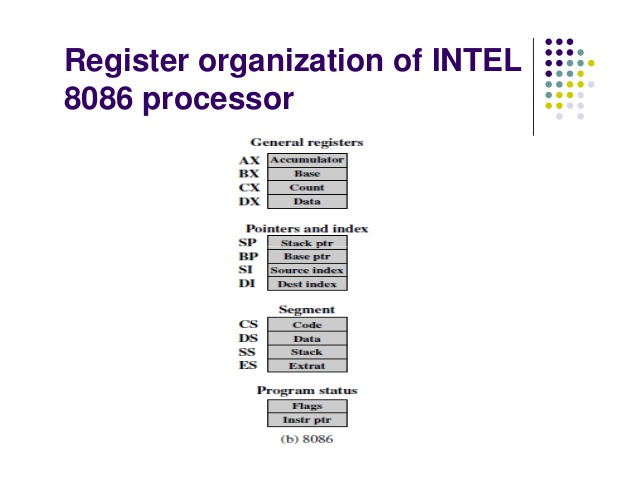 Register organization of INTEL
8086 processor
General registers
AX Accumulator
BX Base
CX Count
DX Data
Pointers and index
SP Stack ptr
BP Base ptr
SI Source index
DI Dest index
Segment
CS Code
DS Data
SS Stack
ES Extrat
Program status
Flags
Instr ptr
(b) 8086